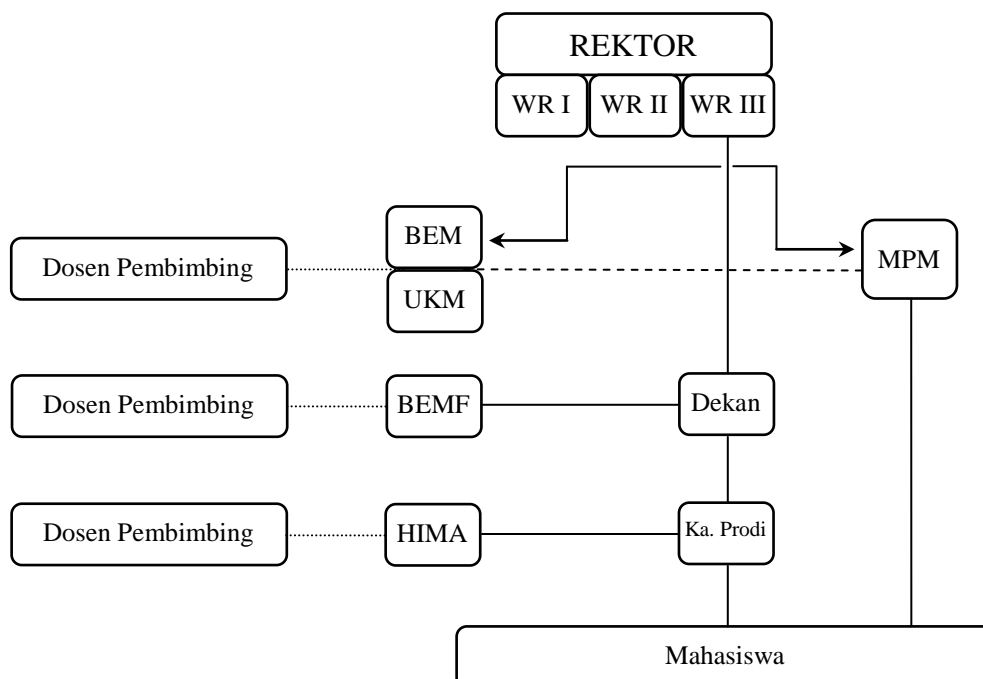 REKTOR
WR I WR II WR III
BEM
MPM
Dosen Pembimbing
UKM
Dosen Pembimbing BEMF Dekan
Dosen Pembimbing HIMA Ka. Prodi
Mahasiswa